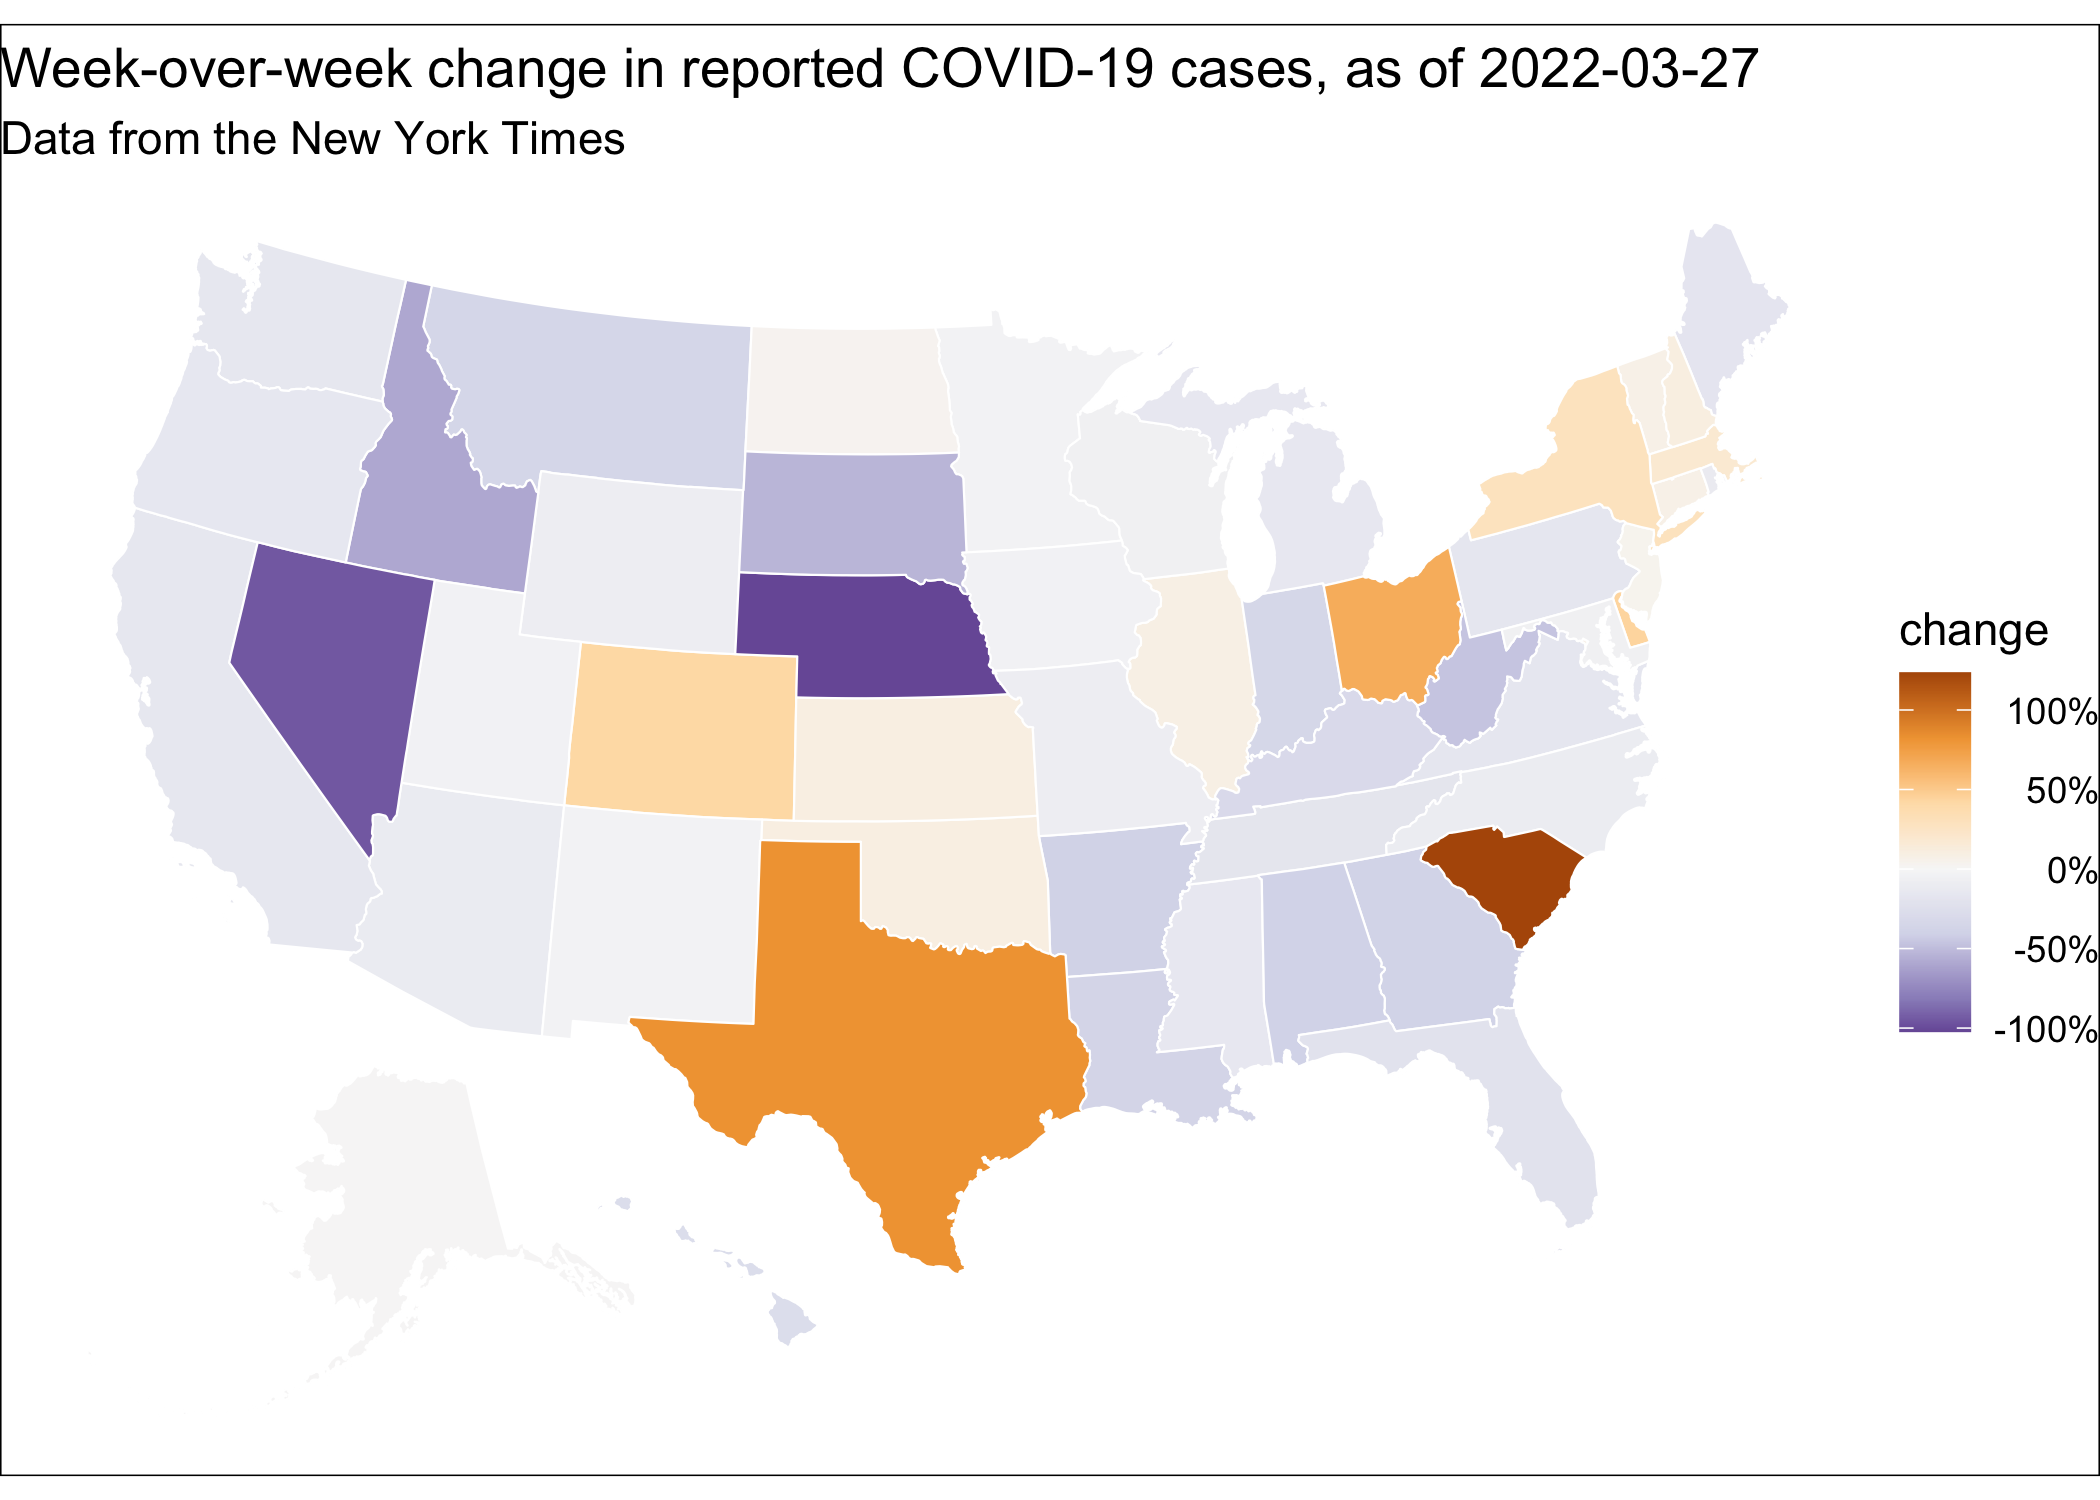 Week-over-week change in reported COVID-19 cases, as of 2022-03-27
Data from the New York Times
change
100%
50%
0%
-50%
-100%